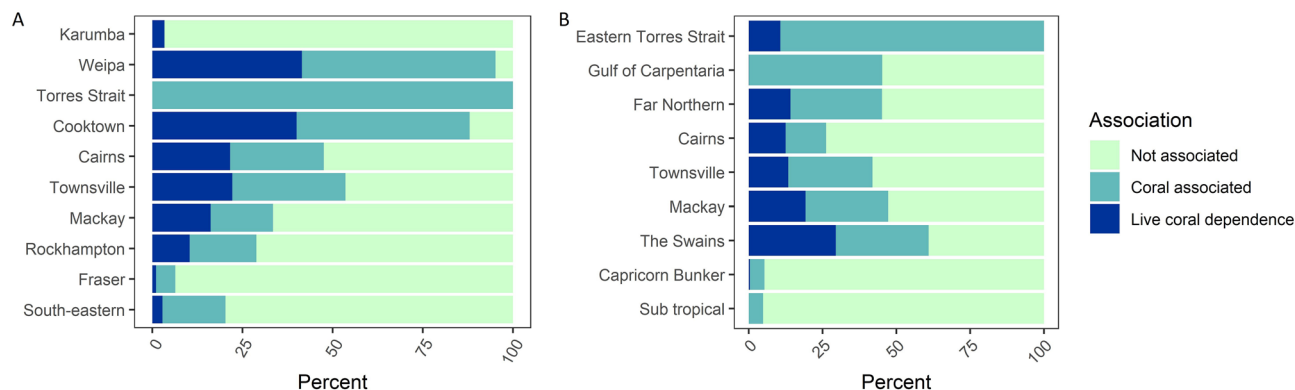 A
Karumba
Weipa
Torres Strait
Cooktown
Cairns
Townsville
Mackay
Rockhampton
Fraser
South-eastern
0
25
50
75
100
Percent
B
Eastern Torres Strait
Gulf of Carpentaria
Far Northern
Cairns
Townsville
Mackay
The Swains
Capricorn Bunker
Sub tropical
0
25
50
75
100
Percent
Association
Not associated
Coral associated
Live coral dependence